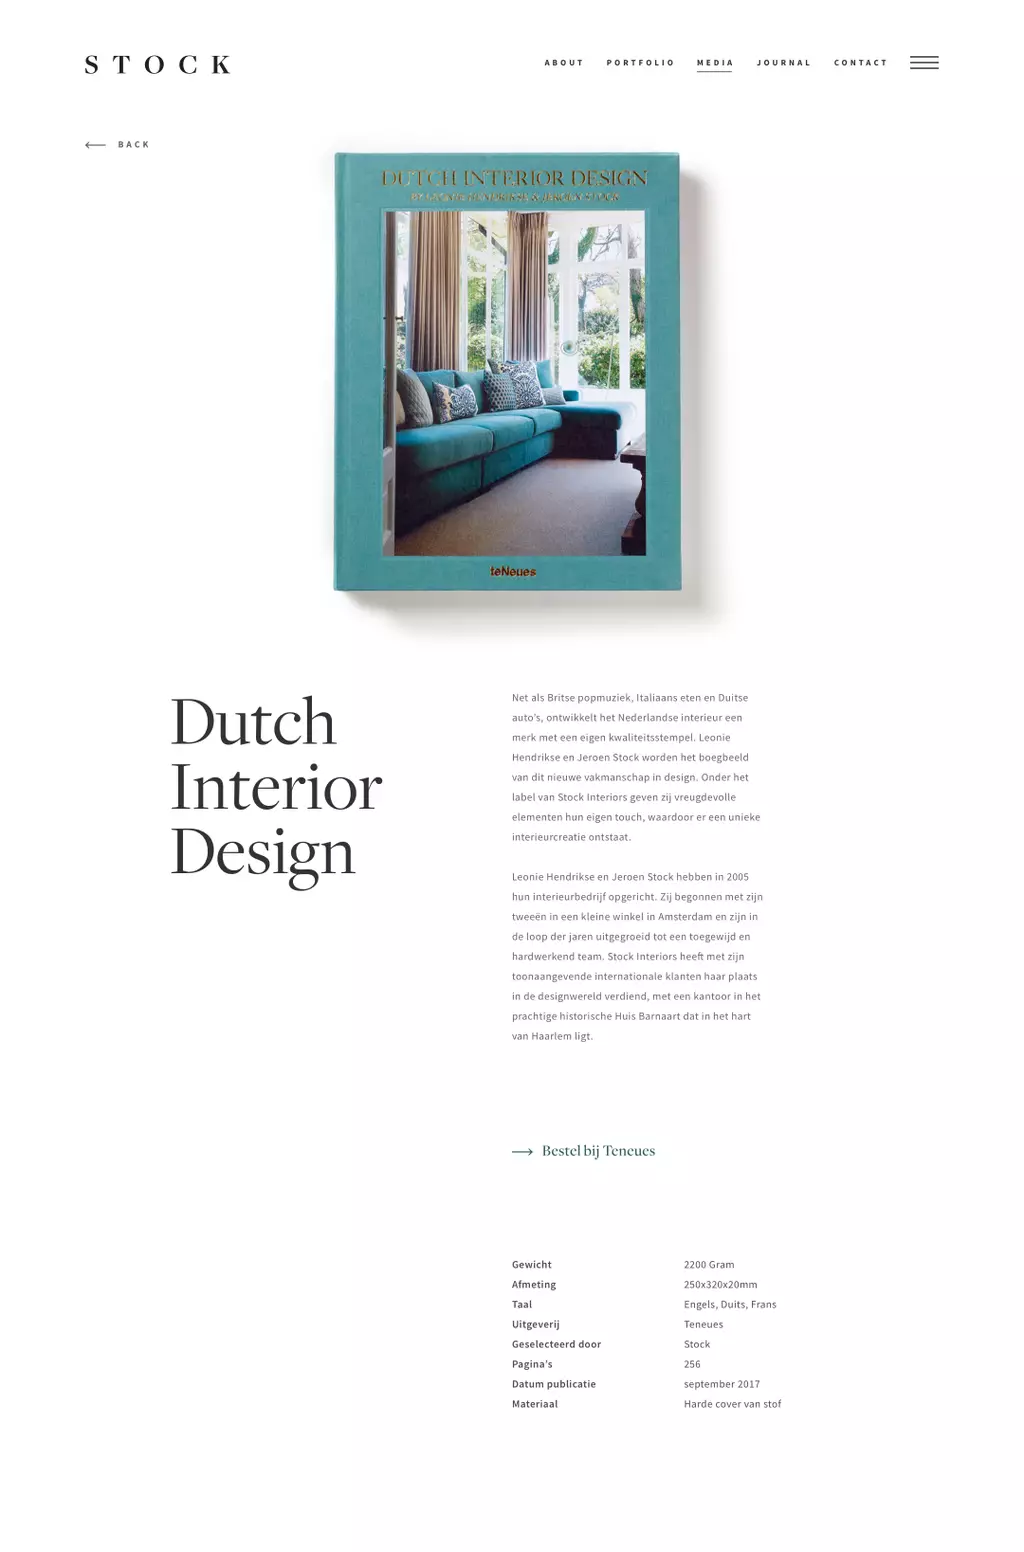 STOCK
ABOUT PORTFOLIO MEDIA JOURNAL CONTACT
BACK
DUTCH INTERIOR DESIGN
BY LEONIE HENDRIKSE & JEROEN STOCK
teNeues
Dutch
Interior
Design
Net als Britse popmuziek, Italiaans eten en Duitse
auto's, ontwikkelt het Nederlandse interieur een
merk met een eigen kwaliteitsstempel. Leonie
Hendrikse en Jeroen Stock worden het boegbeeld
van dit nieuwe vakmanschap in design. Onder het
label van Stock Interiors geven zij vreugdevolle
elementen hun eigen touch, waardoor er een unieke
interieurcreatie ontstaat.
Leonie Hendrikse en Jeroen Stock hebben in 2005
hun interieurbedrijf opgericht. Zij begonnen met zijn
tweeën in een kleine winkel in Amsterdam en zijn in
de loop der jaren uitgegroeid tot een toegewijd en
hardwerkend team. Stock Interiors heeft met zijn
toonaangevende internationale klanten haar plaats
in de designwereld verdiend, met een kantoor in het
prachtige historische Huis Barnaart dat in het hart
van Haarlem ligt.
Bestel bij Teneues
Gewicht 2200 Gram
Afmeting 250x320x20mm
Taal Engels, Duits, Frans
Uitgeverij Teneues
Geselecteerd door Stock
Pagina's 256
Datum publicatie september 2017
Materiaal Harde cover van stof